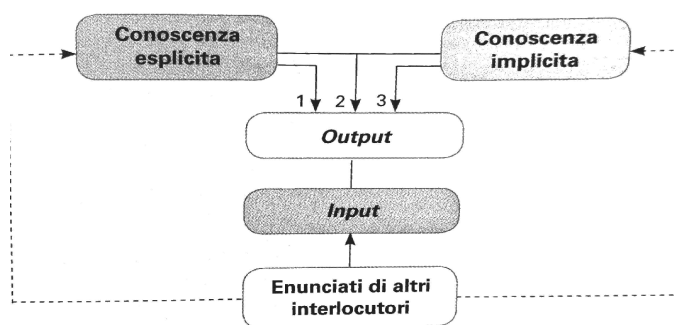 Conoscenza
esplicita
Conoscenza
implicita
1 2 3
Output
Input
Enunciati di altri
interlocutori